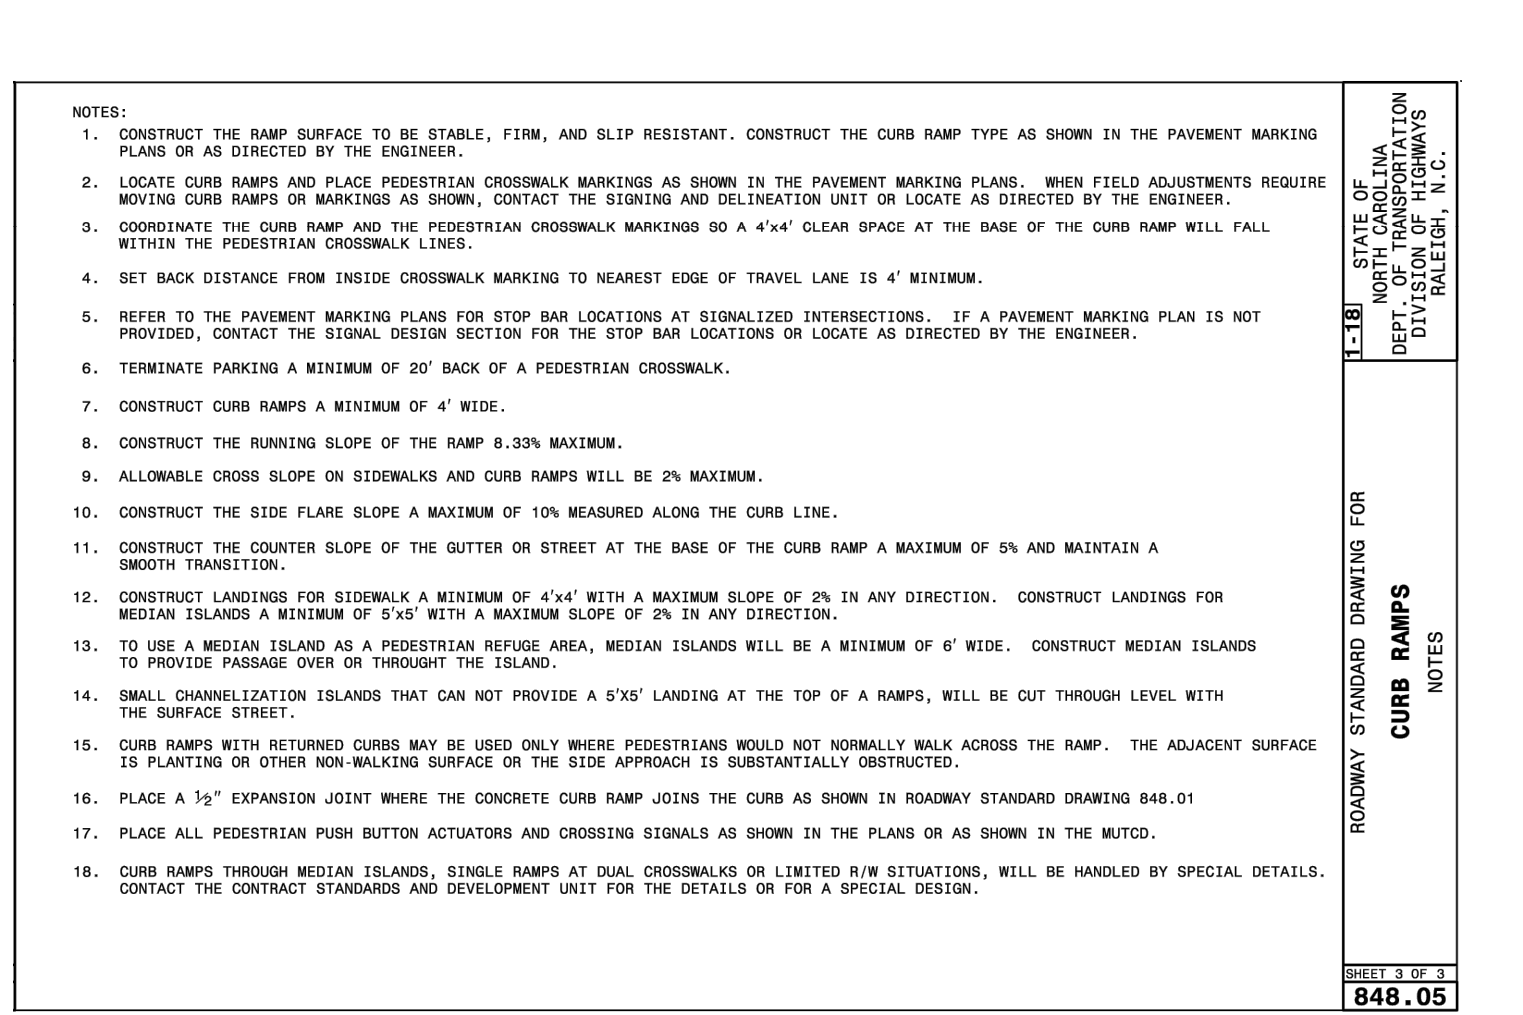 NOTES:
1. CONSTRUCT THE RAMP SURFACE TO BE STABLE, FIRM, AND SLIP RESISTANT. CONSTRUCT THE CURB RAMP TYPE AS SHOWN IN THE PAVEMENT MARKING
PLANS OR AS DIRECTED BY THE ENGINEER.
2. LOCATE CURB RAMPS AND PLACE PEDESTRIAN CROSSWALK MARKINGS AS SHOWN IN THE PAVEMENT MARKING PLANS. WHEN FIELD ADJUSTMENTS REQUIRE
MOVING CURB RAMPS OR MARKINGS AS SHOWN, CONTACT THE SIGNING AND DELINEATION UNIT OR LOCATE AS DIRECTED BY THE ENGINEER.
3. COORDINATE THE CURB RAMP AND THE PEDESTRIAN CROSSWALK MARKINGS SO A 4'x4' CLEAR SPACE AT THE BASE OF THE CURB RAMP WILL FALL
WITHIN THE PEDESTRIAN CROSSWALK LINES.
4. SET BACK DISTANCE FROM INSIDE CROSSWALK MARKING TO NEAREST EDGE OF TRAVEL LANE IS 4' MINIMUM.
5. REFER TO THE PAVEMENT MARKING PLANS FOR STOP BAR LOCATIONS AT SIGNALIZED INTERSECTIONS. IF A PAVEMENT MARKING PLAN IS NOT
PROVIDED, CONTACT THE SIGNAL DESIGN SECTION FOR THE STOP BAR LOCATIONS OR LOCATE AS DIRECTED BY THE ENGINEER.
6. TERMINATE PARKING A MINIMUM OF 20' BACK OF A PEDESTRIAN CROSSWALK.
7. CONSTRUCT CURB RAMPS A MINIMUM OF 4' WIDE.
8. CONSTRUCT THE RUNNING SLOPE OF THE RAMP 8.33% MAXIMUM.
9. ALLOWABLE CROSS SLOPE ON SIDEWALKS AND CURB RAMPS WILL BE 2% MAXIMUM.
10. CONSTRUCT THE SIDE FLARE SLOPE A MAXIMUM OF 10% MEASURED ALONG THE CURB LINE.
11. CONSTRUCT THE COUNTER SLOPE OF THE GUTTER OR STREET AT THE BASE OF THE CURB RAMP A MAXIMUM OF 5% AND MAINTAIN A
SMOOTH TRANSITION.
12. CONSTRUCT LANDINGS FOR SIDEWALK A MINIMUM OF 4'x4' WITH A MAXIMUM SLOPE OF 2% IN ANY DIRECTION. CONSTRUCT LANDINGS FOR
MEDIAN ISLANDS A MINIMUM OF 5'x5' WITH A MAXIMUM SLOPE OF 2% IN ANY DIRECTION.
13. TO USE A MEDIAN ISLAND AS A PEDESTRIAN REFUGE AREA, MEDIAN ISLANDS WILL BE A MINIMUM OF 6' WIDE. CONSTRUCT MEDIAN ISLANDS
TO PROVIDE PASSAGE OVER OR THROUGHT THE ISLAND.
14. SMALL CHANNELIZATION ISLANDS THAT CAN NOT PROVIDE A 5'X5' LANDING AT THE TOP OF A RAMPS, WILL BE CUT THROUGH LEVEL WITH
THE SURFACE STREET.
15. CURB RAMPS WITH RETURNED CURBS MAY BE USED ONLY WHERE PEDESTRIANS WOULD NOT NORMALLY WALK ACROSS THE RAMP. THE ADJACENT SURFACE
IS PLANTING OR OTHER NON-WALKING SURFACE OR THE SIDE APPROACH IS SUBSTANTIALLY OBSTRUCTED.
16. PLACE A ½" EXPANSION JOINT WHERE THE CONCRETE CURB RAMP JOINS THE CURB AS SHOWN IN ROADWAY STANDARD DRAWING 848.01
17. PLACE ALL PEDESTRIAN PUSH BUTTON ACTUATORS AND CROSSING SIGNALS AS SHOWN IN THE PLANS OR AS SHOWN IN THE MUTCD.
18. CURB RAMPS THROUGH MEDIAN ISLANDS, SINGLE RAMPS AT DUAL CROSSWALKS OR LIMITED R/W SITUATIONS, WILL BE HANDLED BY SPECIAL DETAILS.
CONTACT THE CONTRACT STANDARDS AND DEVELOPMENT UNIT FOR THE DETAILS OR FOR A SPECIAL DESIGN.
1-18
STATE OF
NORTH CAROLINA
DEPT. OF TRANSPORTATION
DIVISION OF HIGHWAYS
RALEIGH, N.C.
ROADWAY STANDARD DRAWING FOR
CURB RAMPS
NOTES
SHEET 3 OF 3
848.05